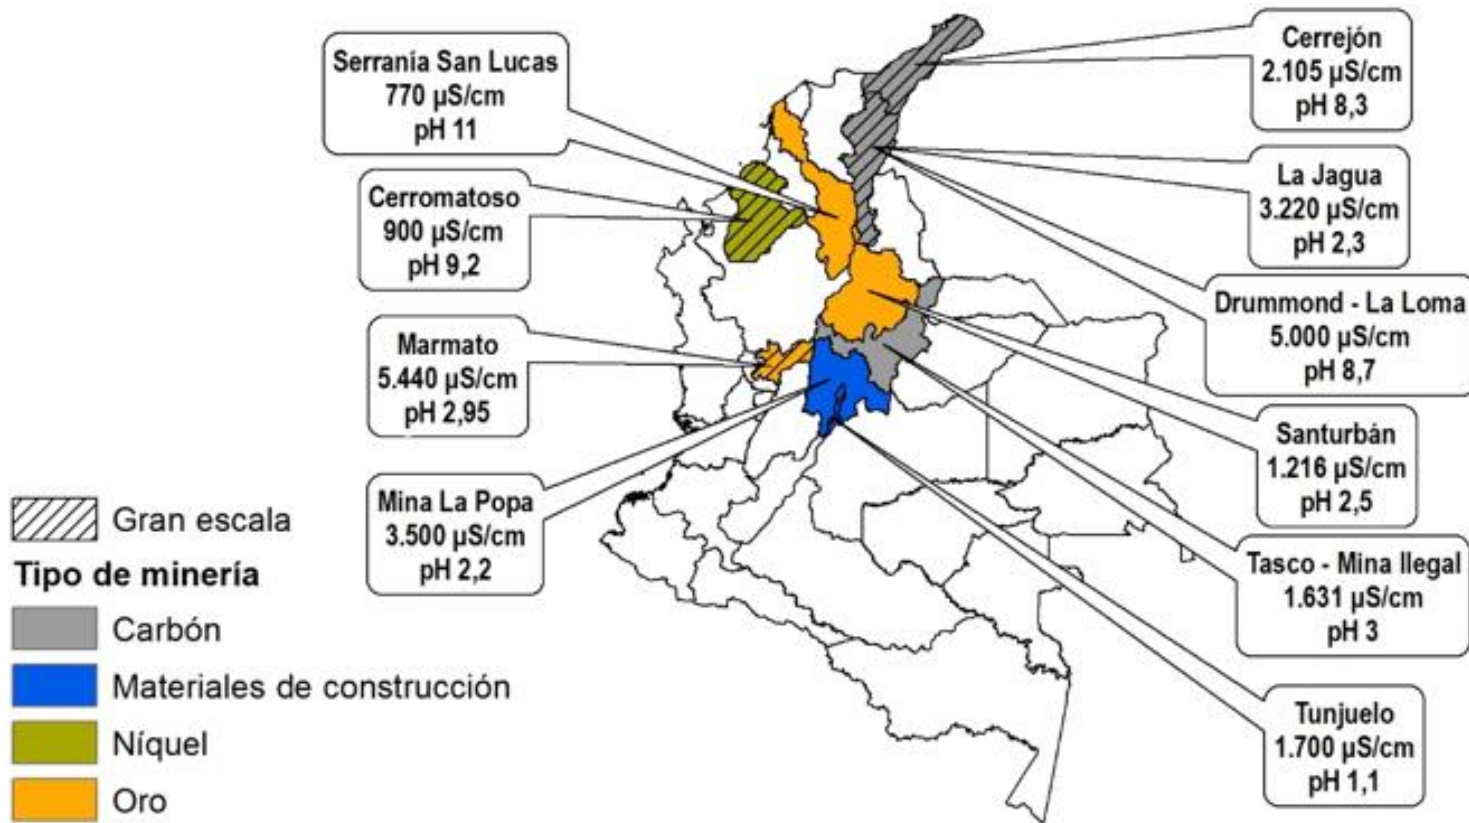 Serranía San Lucas
770 µS/cm
pH 11
Cerromatoso
900 µS/cm
pH 9,2
Marmato
5.440 µS/cm
pH 2,95
Mina La Popa
3.500 µS/cm
pH 2,2
Cerrejón
2.105 µS/cm
pH 8,3
La Jagua
3.220 µS/cm
pH 2,3
Drummond - La Loma
5.000 µS/cm
pH 8,7
Santurbán
1.216 µS/cm
pH 2,5
Tasco - Mina Ilegal
1.631 µS/cm
pH 3
Tunjuelo
1.700 µS/cm
pH 1,1
Gran escala
Tipo de minería
Carbón
Materiales de construcción
Níquel
Oro